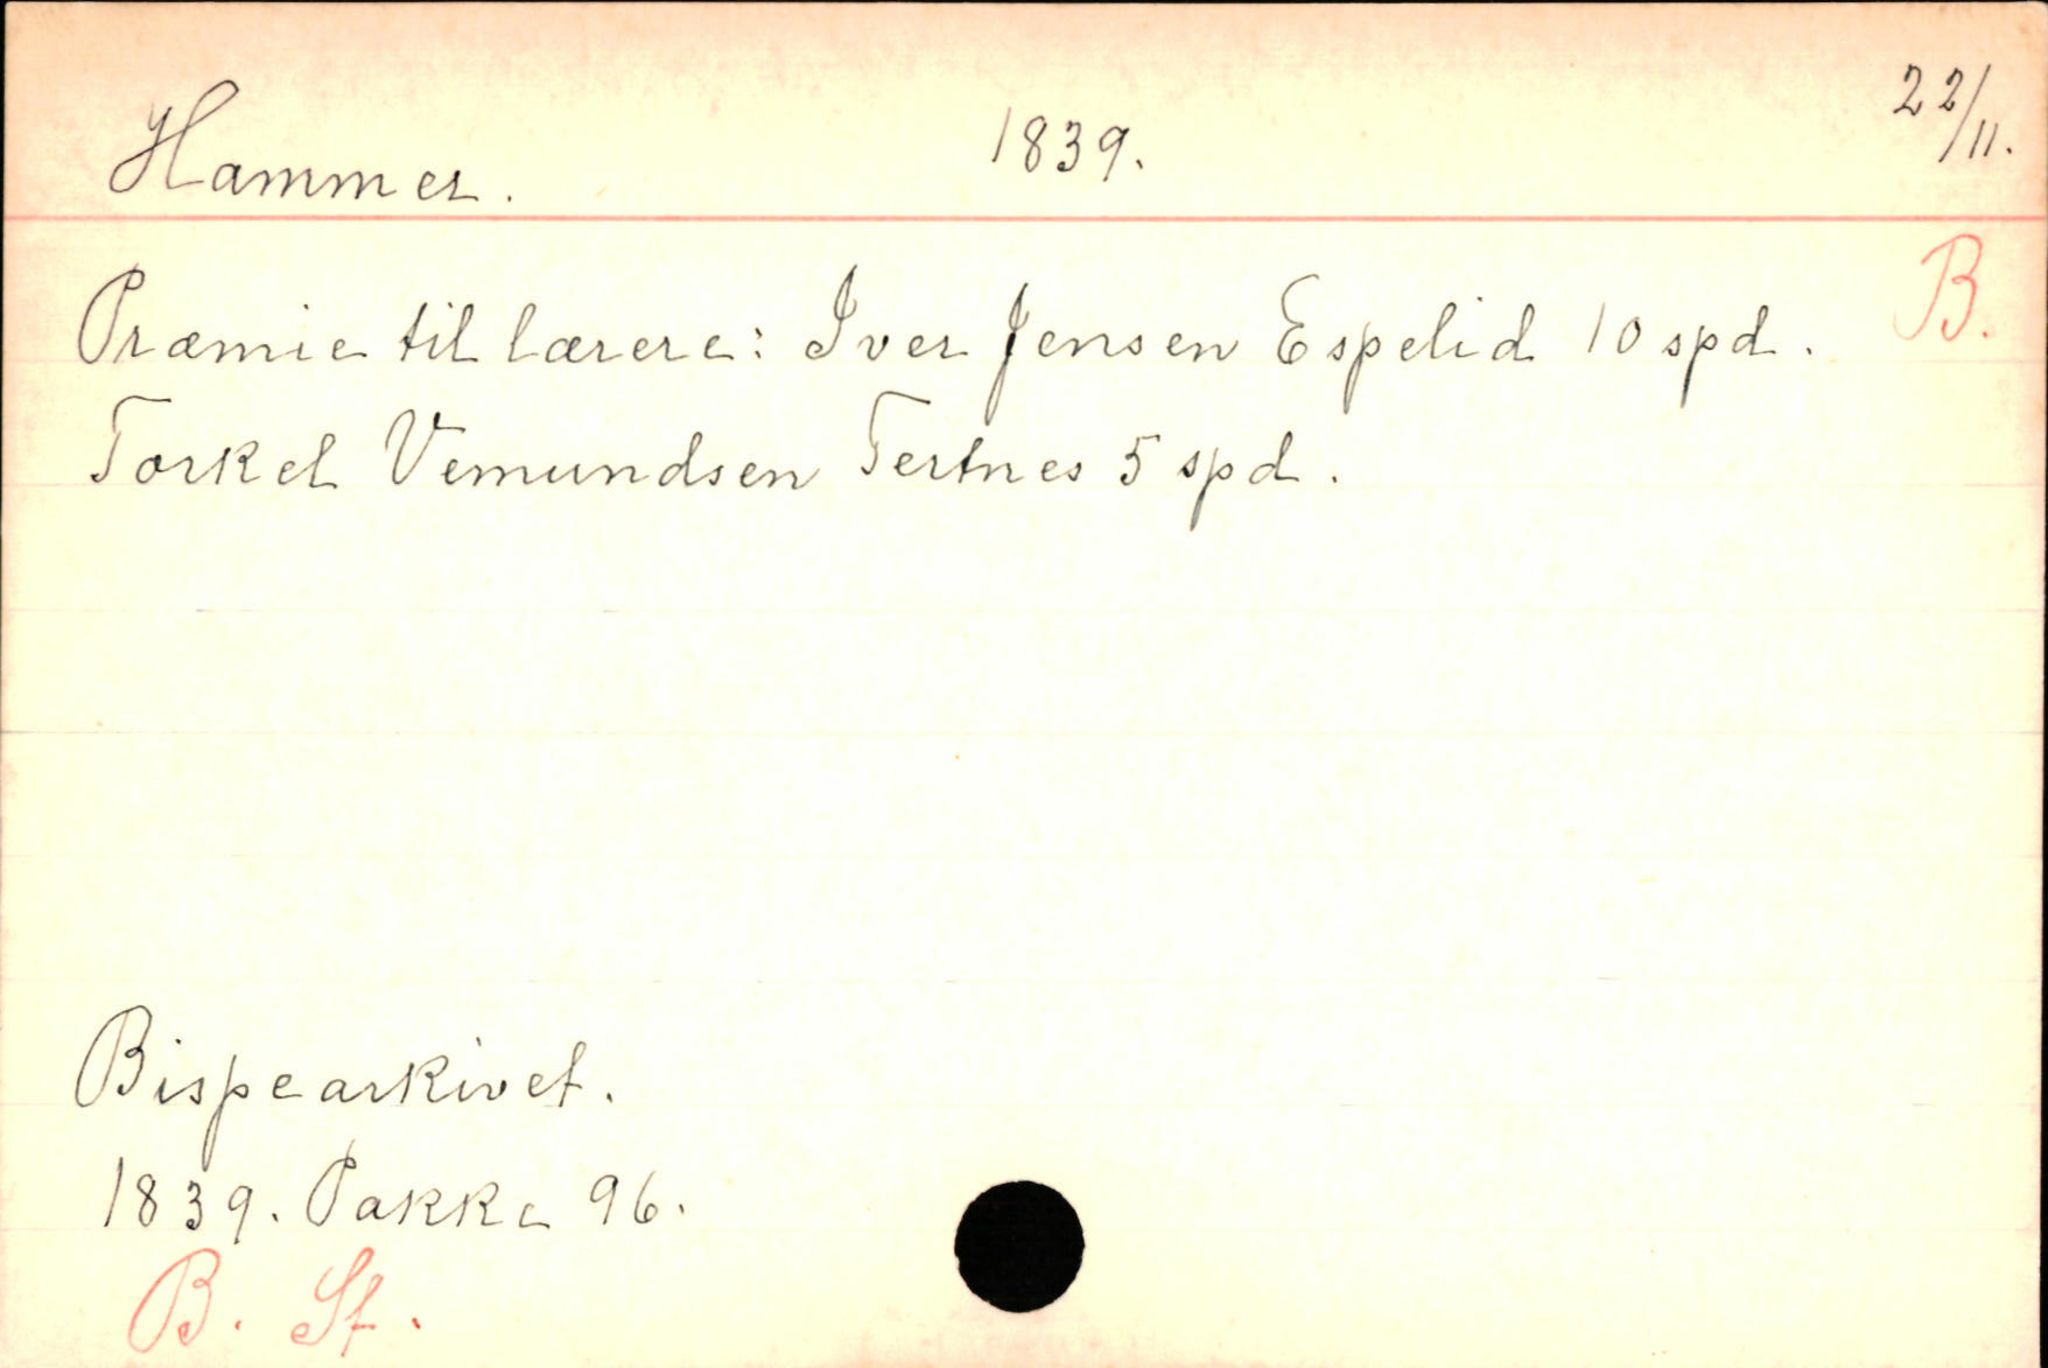 Hammer. 1839. 22/11.
B.
Præmie til lærere: Iver Jensen Espelid 10 spd.
Torkel Vemundsen Tertnes 5 spd.
Bispearkivet.
1839. Pakke 96.
B. Sf.